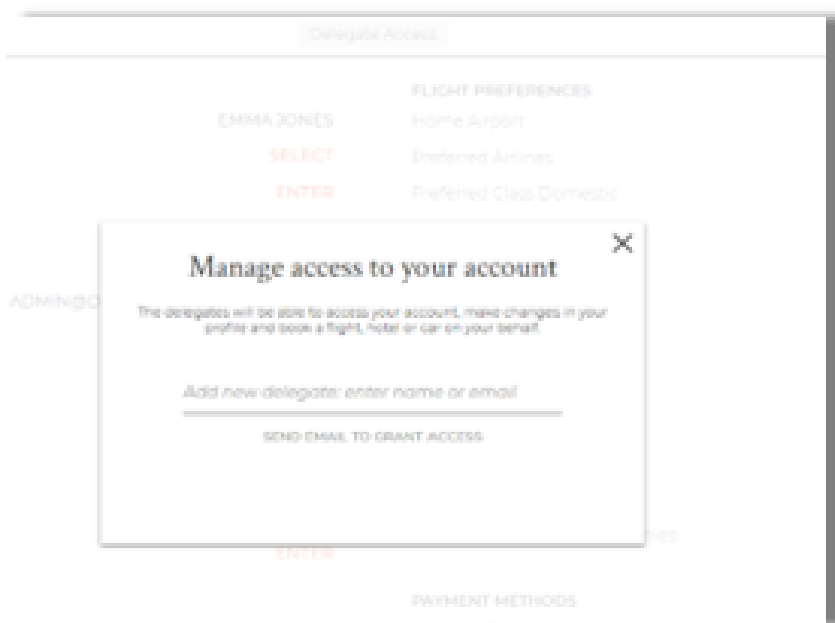 Delegate Access
FLIGHT PREFERENCES
EMMA JONES Home Airport
SELECT Preferred Airlines
ENTER Preferred Class Domestic
Manage access to your account
ADMIN@
The delegates will be able to access your account, make changes in your
profile and book a flight, hotel or car on your behalf.
Add new delegate: enter name or email
SEND EMAIL TO GRANT ACCESS
ENTER
PAYMENT METHODS